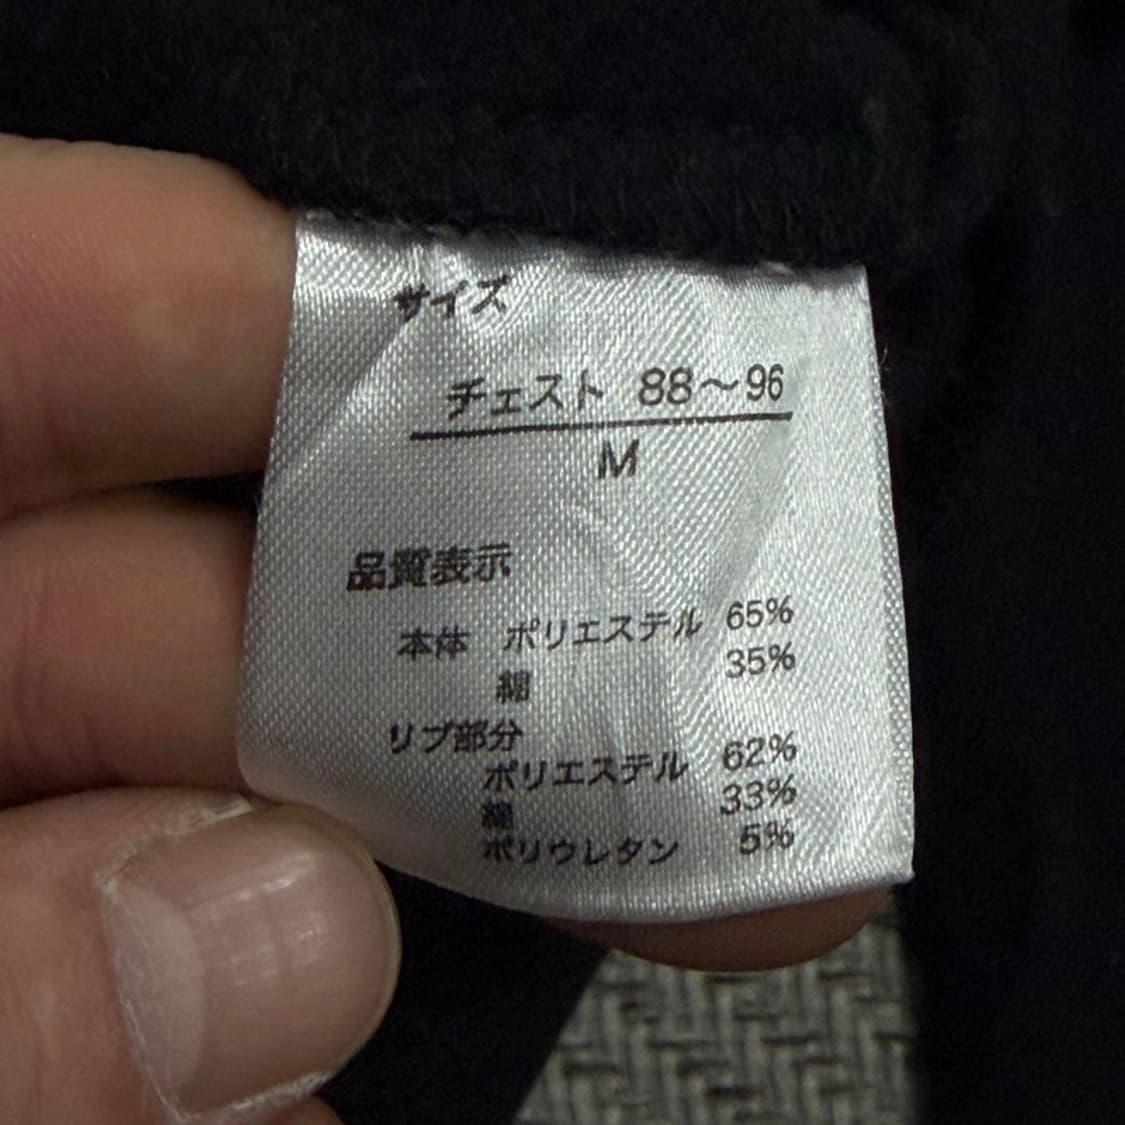 サイズ
チェスト 88～96
M
品質表示
本体 ポリエステル 65%
綿 35%
リブ部分
ポリエステル 62%
綿 33%
ポリウレタン 5%